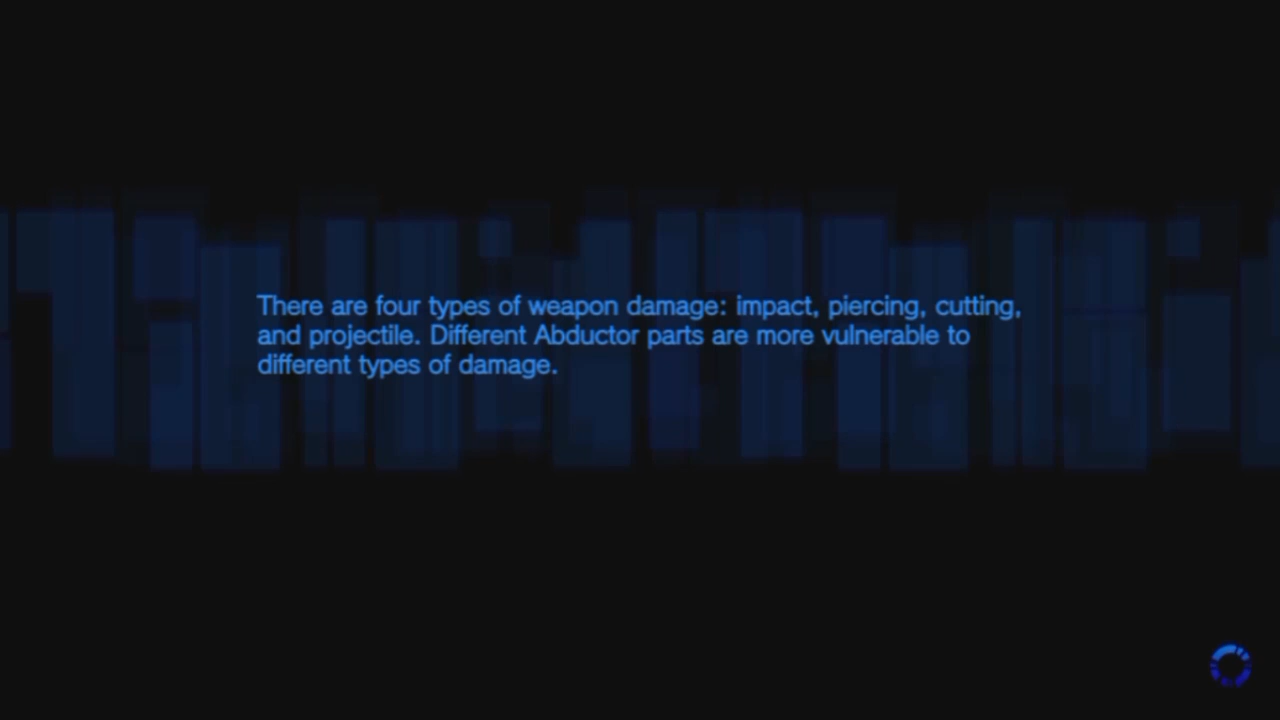 There are four types of weapon damage: impact, piercing, cutting,
and projectile. Different Abductor parts are more vulnerable to
different types of damage.